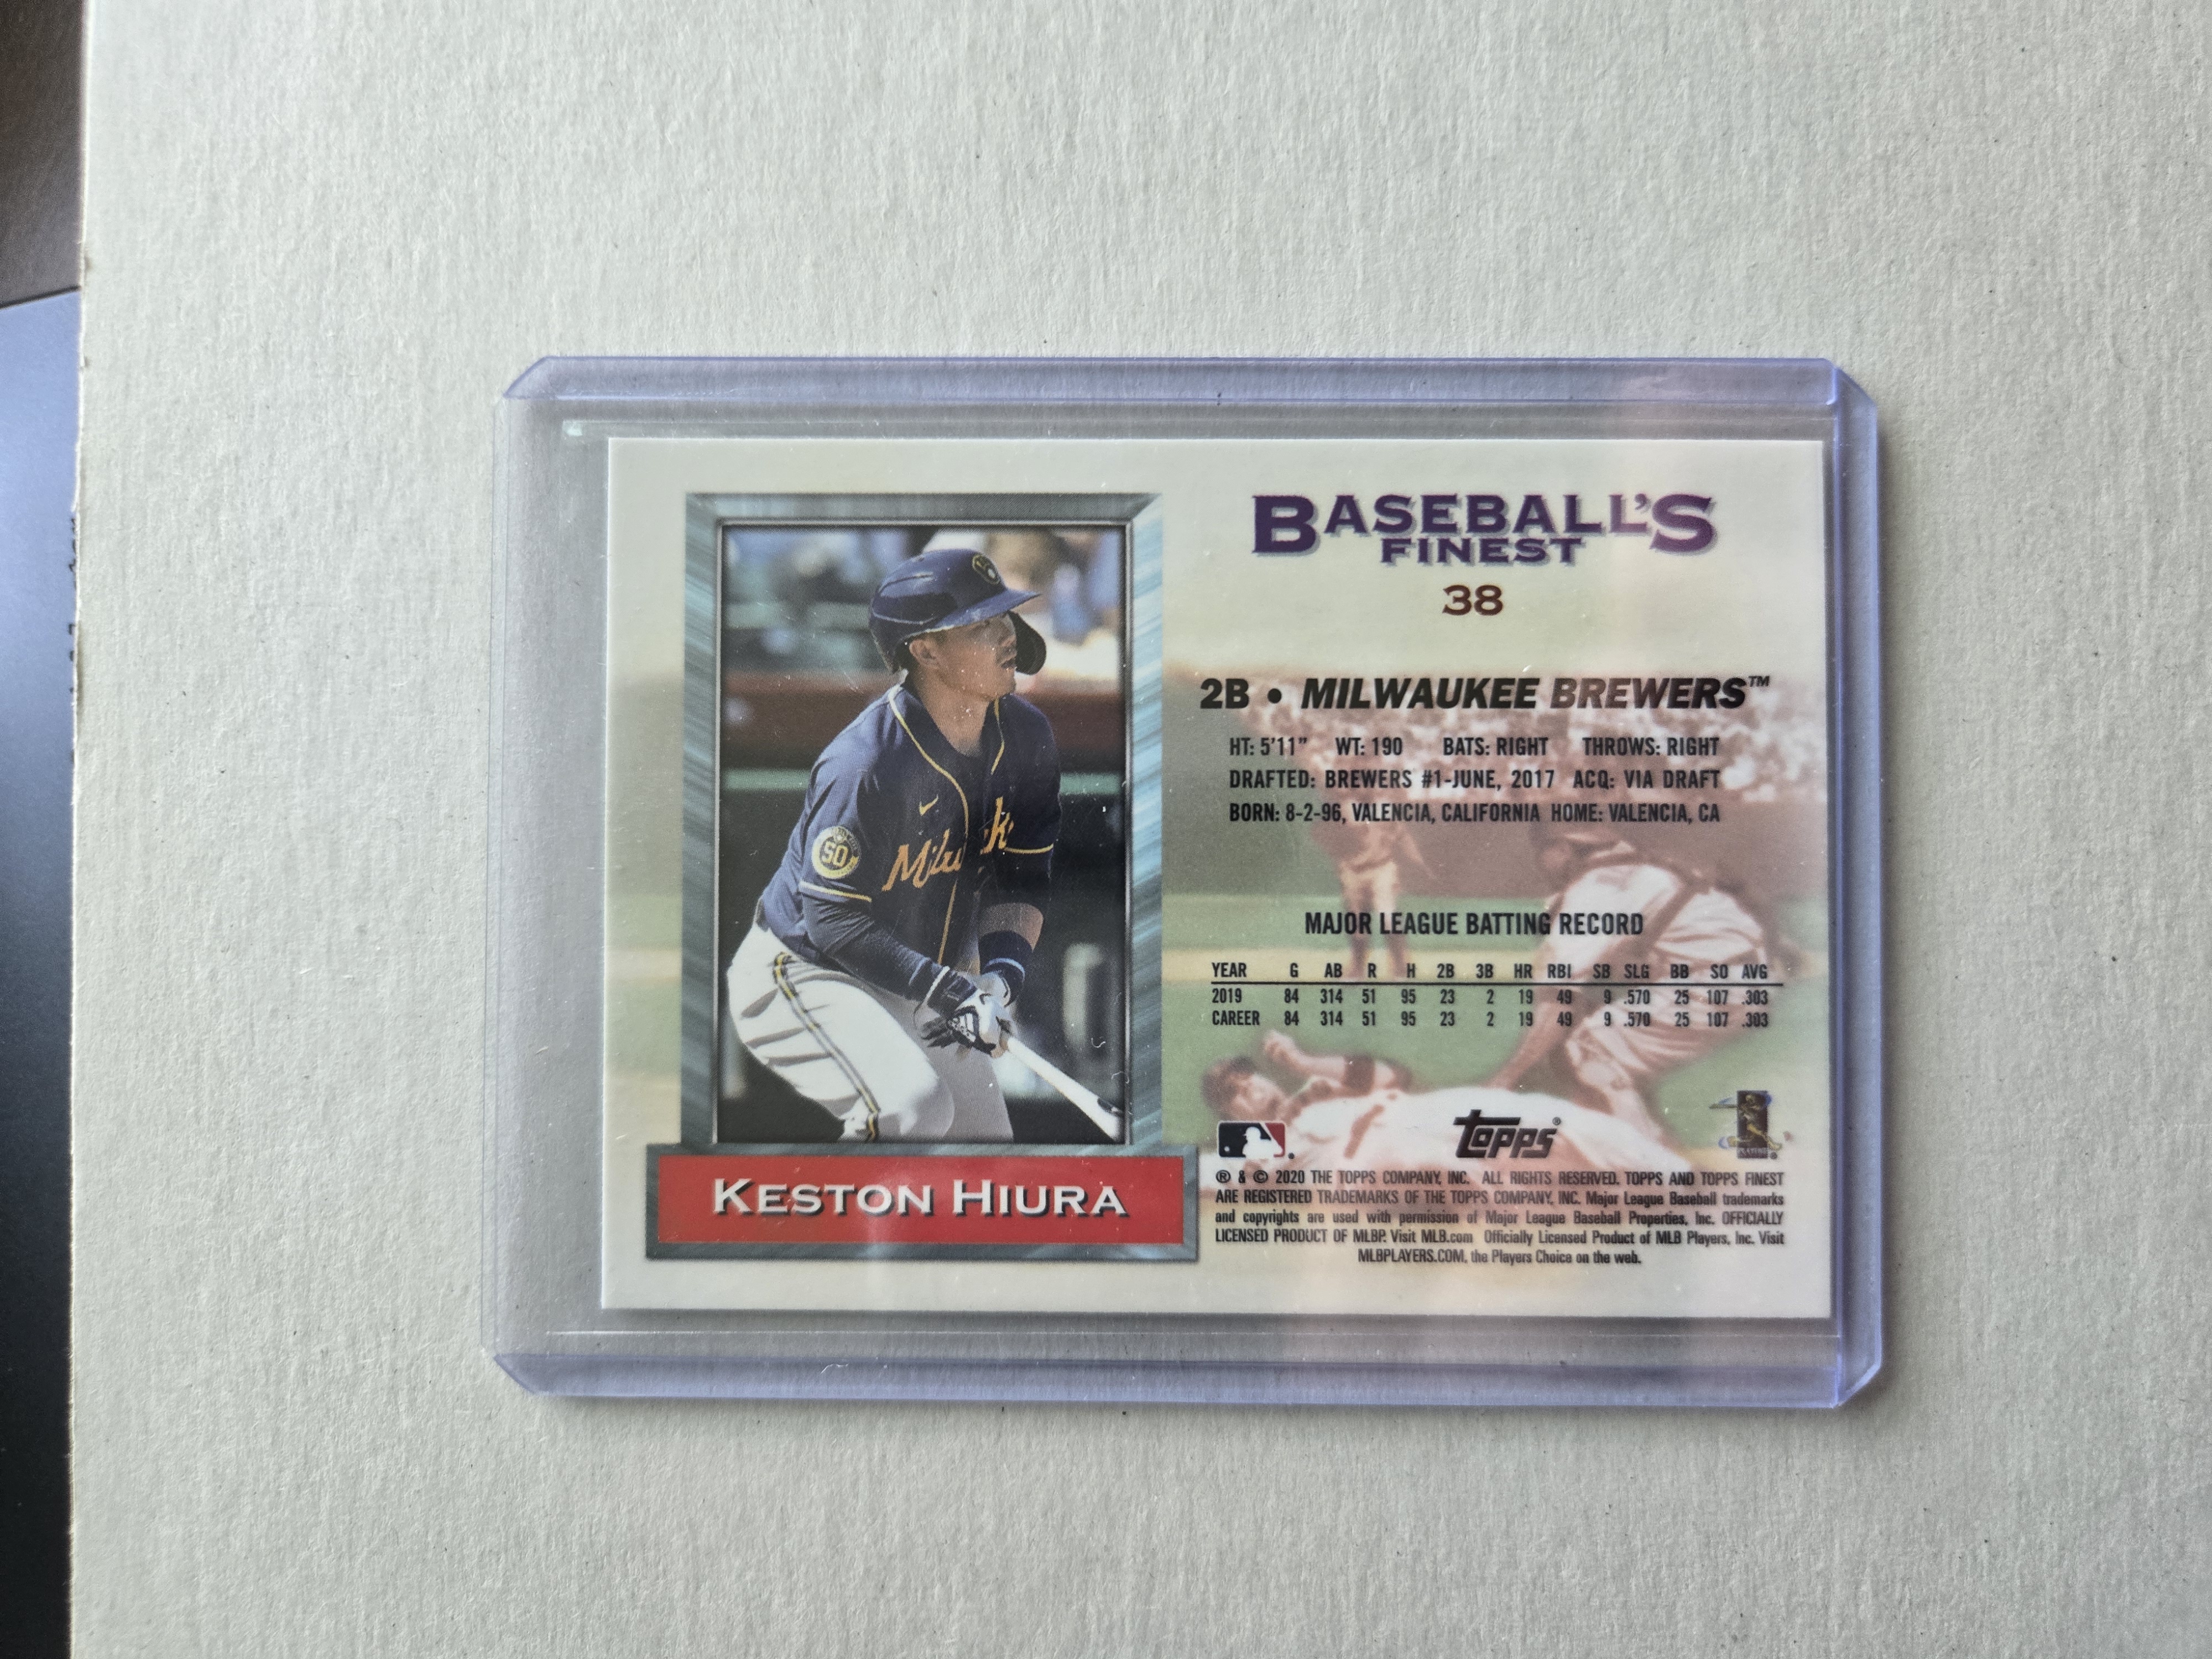 BASEBALL'S
FINEST
38
2B • MILWAUKEE BREWERS™
HT: 5'11" WT: 190 BATS: RIGHT THROWS: RIGHT
DRAFTED: BREWERS #1-JUNE, 2017 ACQ: VIA DRAFT
BORN: 8-2-96, VALENCIA, CALIFORNIA HOME: VALENCIA, CA
MAJOR LEAGUE BATTING RECORD
YEAR G AB R H 2B 3B HR RBI SB SLG BB SO AVG
2019 84 314 51 95 23 2 19 49 9 .570 25 107 .303
CAREER 84 314 51 95 23 2 19 49 9 .570 25 107 .303
topps®
® & © 2020 THE TOPPS COMPANY, INC. ALL RIGHTS RESERVED. TOPPS AND TOPPS FINEST
ARE REGISTERED TRADEMARKS OF THE TOPPS COMPANY, INC. Major League Baseball trademarks
and copyrights are used with permission of Major League Baseball Properties, Inc. OFFICIALLY
LICENSED PRODUCT OF MLBP. Visit MLB.com Officially Licensed Product of MLB Players, Inc. Visit
MLBPLAYERS.COM, the Players Choice on the web.
50
KESTON HIURA